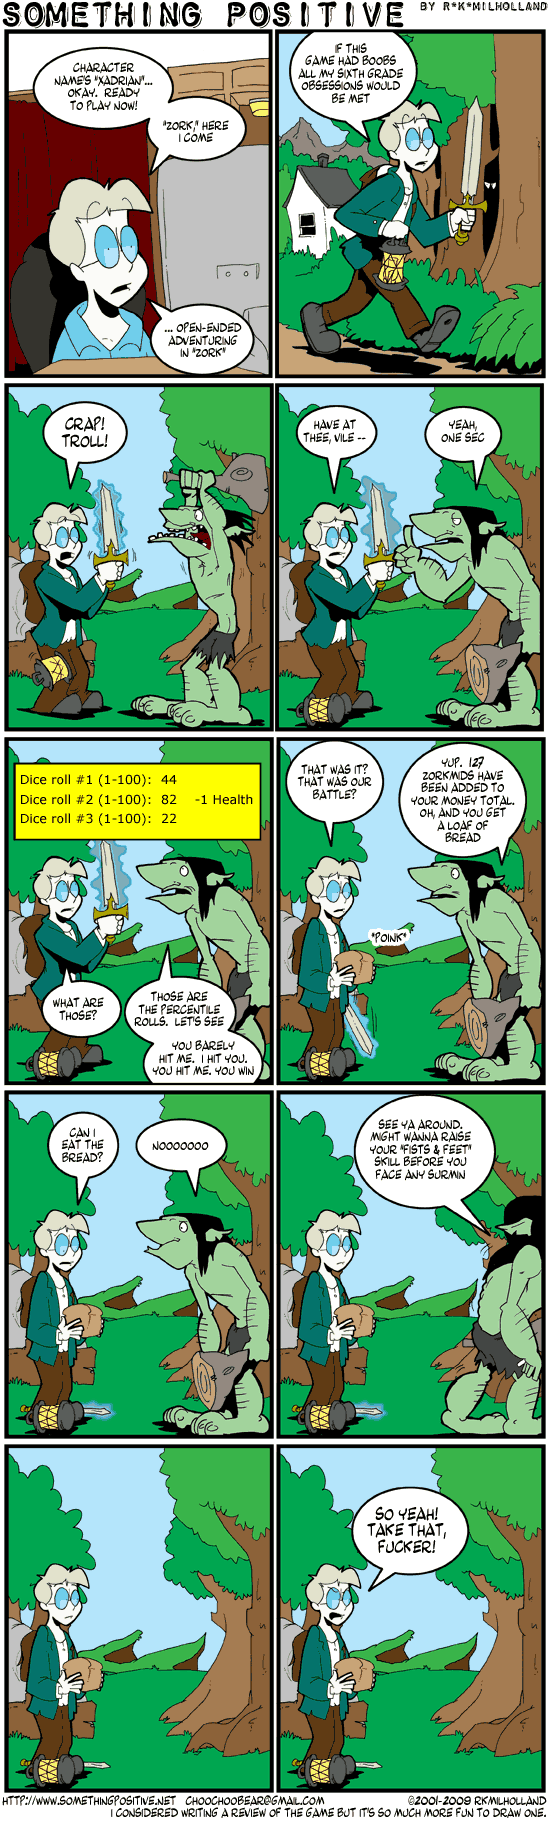 SOMETHING POSITIVE BY R*K*MILHOLLAND
CHARACTER
NAME'S "XADRIAN"...
OKAY. READY
TO PLAY NOW!
"ZORK," HERE
I COME
... OPEN-ENDED
ADVENTURING
IN "ZORK"
IF THIS
GAME HAD BOOBS
ALL MY SIXTH GRADE
OBSESSIONS WOULD
BE MET
CRAP!
TROLL!
HAVE AT
THEE, VILE --
YEAH,
ONE SEC
Dice roll #1 (1-100): 44
Dice roll #2 (1-100): 82 -1 Health
Dice roll #3 (1-100): 22
WHAT ARE
THOSE?
THOSE ARE
THE PERCENTILE
ROLLS. LET'S SEE
YOU BARELY
HIT ME. I HIT YOU.
YOU HIT ME. YOU WIN
THAT WAS IT?
THAT WAS OUR
BATTLE?
YUP. 127
ZORKMIDS HAVE
BEEN ADDED TO
YOUR MONEY TOTAL.
OH, AND YOU GET
A LOAF OF
BREAD
*POINK*
CAN I
EAT THE
BREAD?
NOOOOOOO
SEE YA AROUND.
MIGHT WANNA RAISE
YOUR "FISTS & FEET"
SKILL BEFORE YOU
FACE ANY SURMIN
SO YEAH!
TAKE THAT,
FUCKER!
HTTP://WWW.SOMETHINGPOSITIVE.NET CHOOCHOOBEAR@GMAIL.COM ©2001-2009 RKMILHOLLAND
I CONSIDERED WRITING A REVIEW OF THE GAME BUT IT'S SO MUCH MORE FUN TO DRAW ONE.